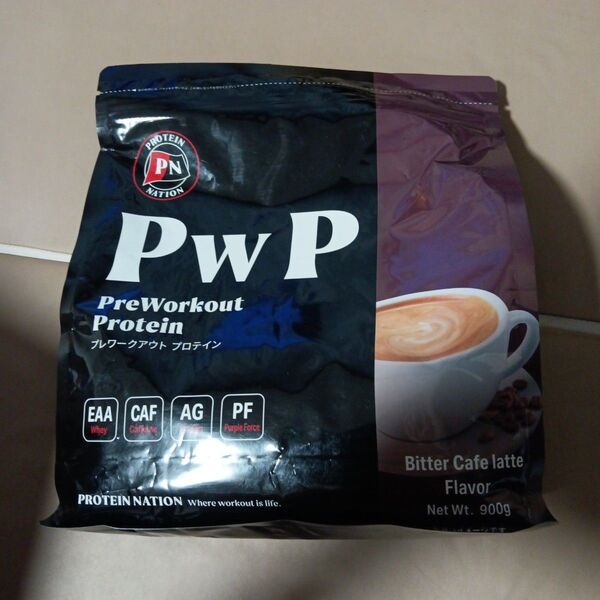 PROTEIN
PN
NATION
PWP
PreWorkout
Protein
プレワークアウト プロテイン
EAA CAF AG PF
Whey Caffeine Purple Force
PROTEIN NATION Where workout is life.
Bitter Cafe latte
Flavor
Net Wt. 900g